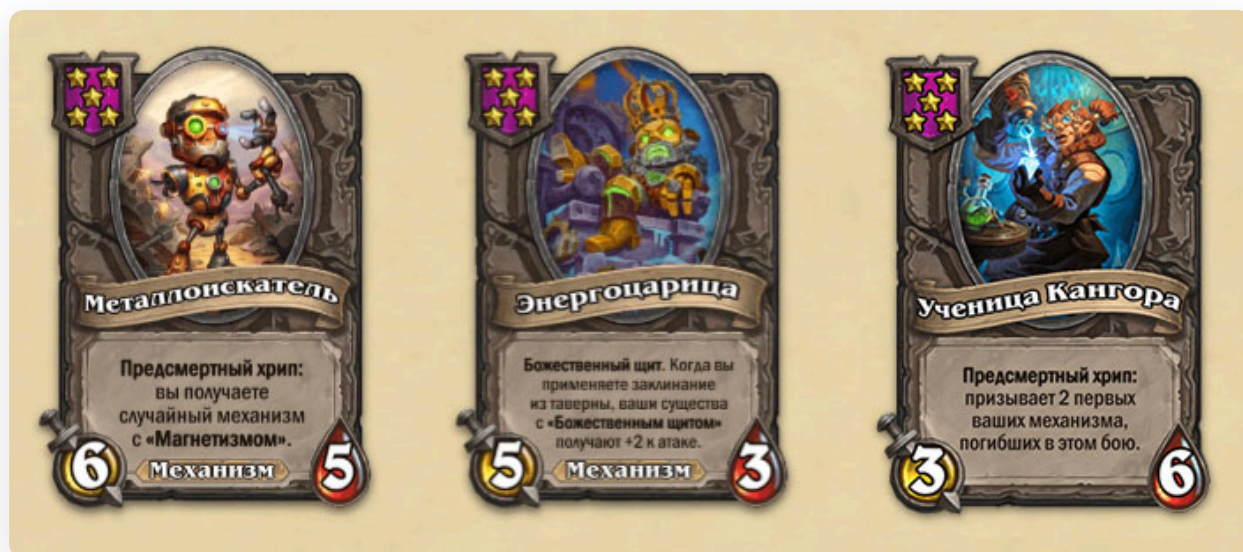 Металлоискатель
Предсмертный хрип:
вы получаете
случайный механизм
с «Магнетизмом».
6
Механизм
5
Энергоцарица
Божественный щит. Когда вы
применяете заклинание
из таверны, ваши существа
с «Божественным щитом»
получают +2 к атаке.
5
Механизм
3
Ученица Кангора
Предсмертный хрип:
призывает 2 первых
ваших механизма,
погибших в этом бою.
3
6